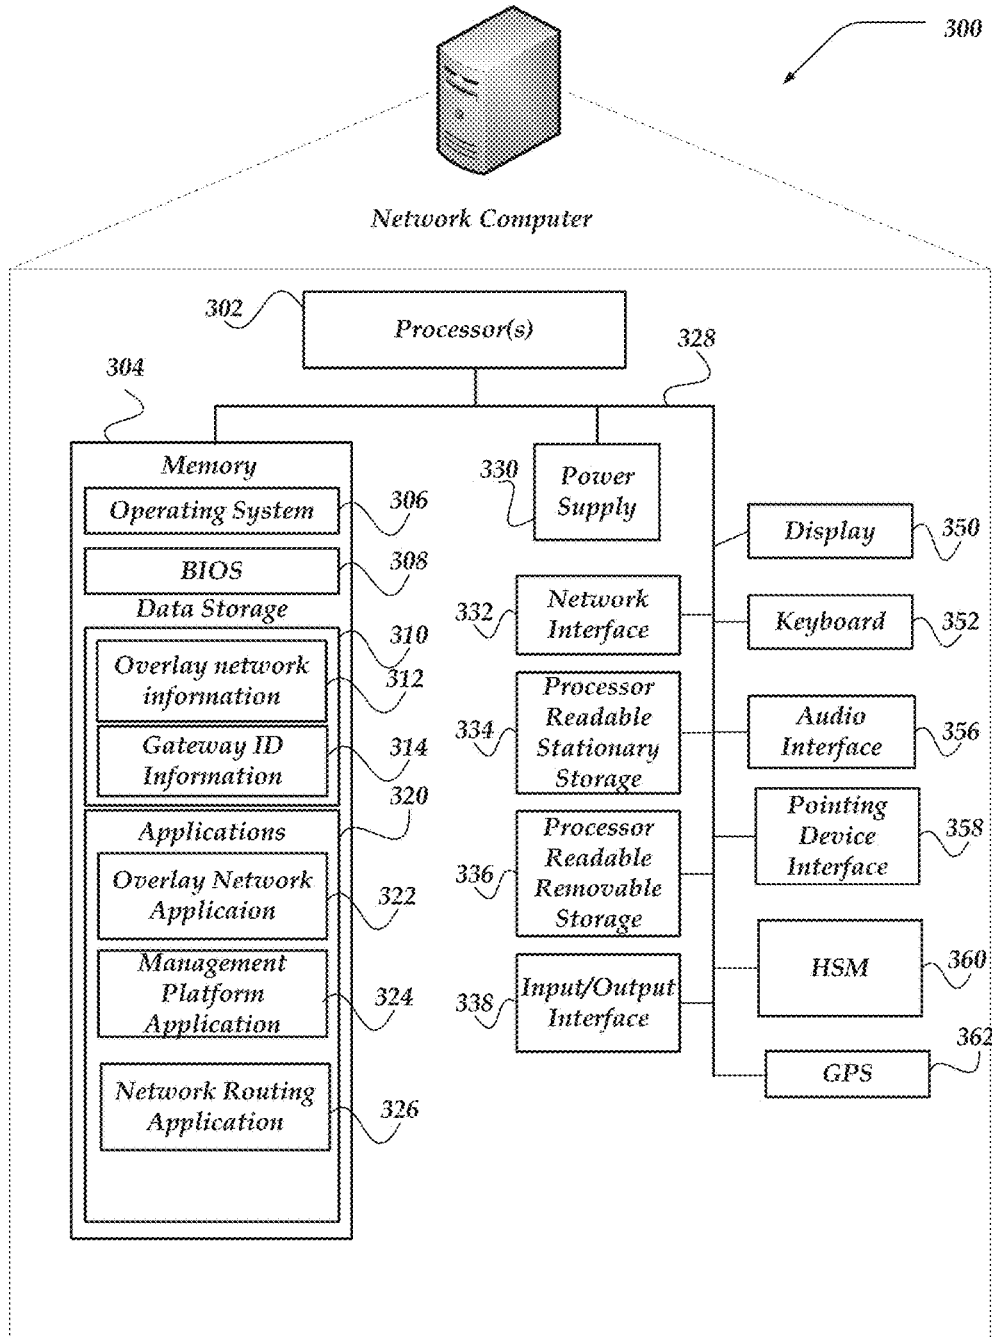 300
Network Computer
302
Processor(s)
328
304
Memory
Operating System
306
BIOS
308
Data Storage
310
Overlay network
information
312
Gateway ID
Information
314
320
Applications
Overlay Network
Applicaion
322
Management
Platform
Application
324
Network Routing
Application
326
330
Power
Supply
332
Network
Interface
334
Processor
Readable
Stationary
Storage
336
Processor
Readable
Removable
Storage
338
Input/Output
Interface
Display
350
Keyboard
352
Audio
Interface
356
Pointing
Device
Interface
358
HSM
360
362
GPS